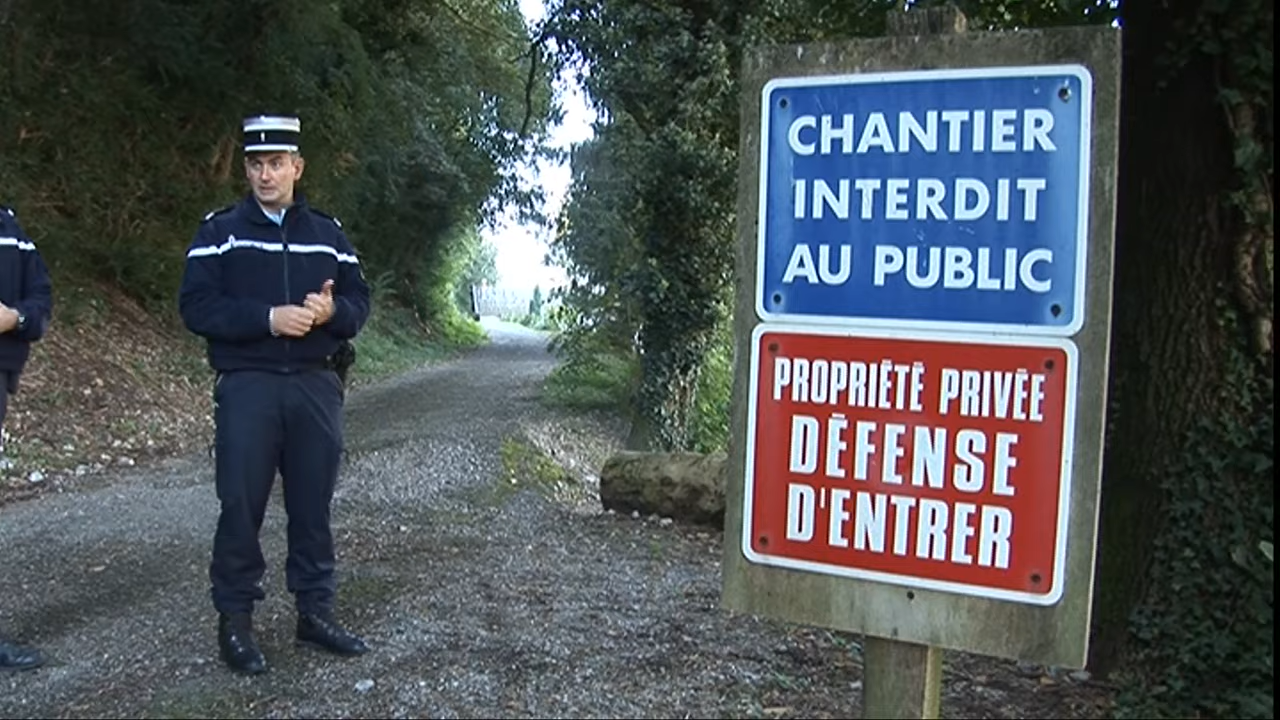 CHANTIER
INTERDIT
AU PUBLIC
PROPRIÉTÉ PRIVÉE
DÉFENSE
D'ENTRER